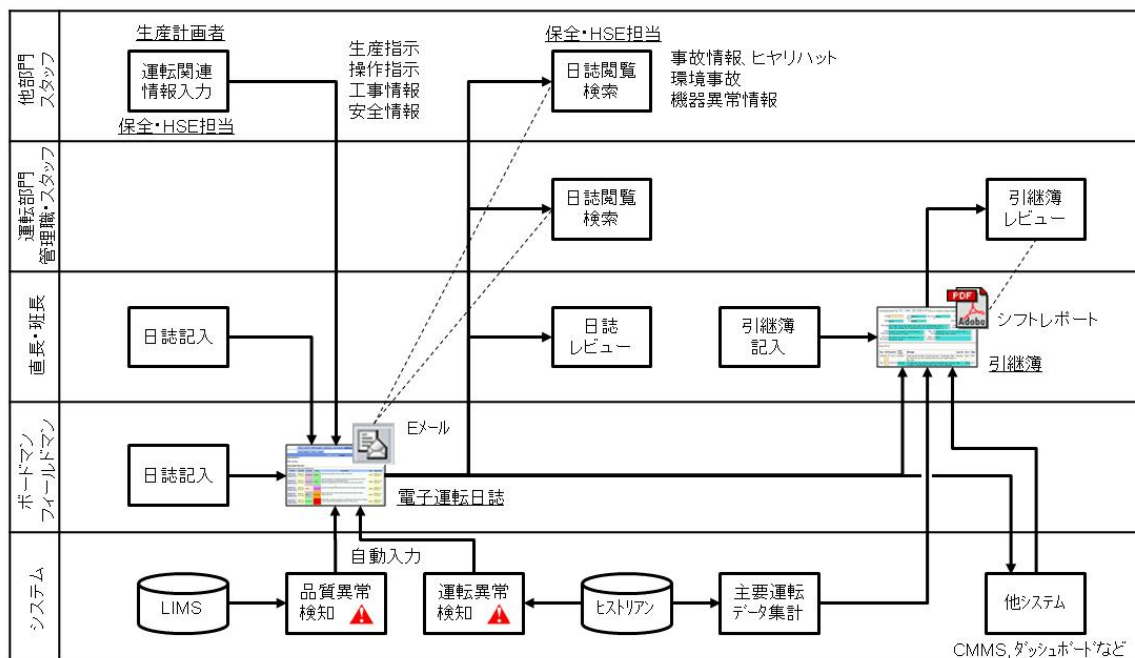 他部門
スタッフ
生産計画者
運転関連
情報入力
保全・HSE担当
生産指示
操作指示
工事情報
安全情報
保全・HSE担当
日誌閲覧
検索
事故情報、ヒヤリハット
環境事故
機器異常情報
運転部門
管理職・スタッフ
日誌閲覧
検索
引継簿
レビュー
直長・班長
日誌記入
日誌
レビュー
引継簿
記入
PDF
Adobe
シフトレポート
引継簿
ボードマン
フィールドマン
日誌記入
Eメール
電子運転日誌
システム
自動入力
LIMS
品質異常
検知
運転異常
検知
ヒストリアン
主要運転
データ集計
他システム
CMMS,ダッシュボードなど